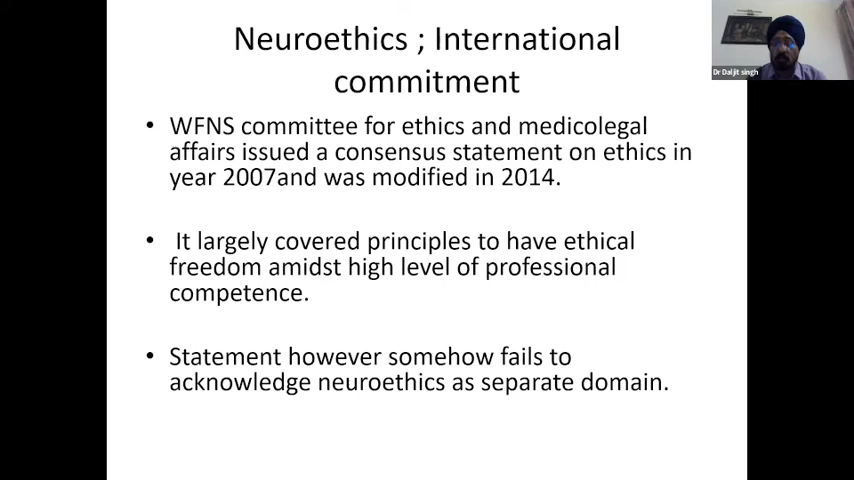 Neuroethics ; International
commitment
Dr Daljit singh
• WFNS committee for ethics and medicolegal
affairs issued a consensus statement on ethics in
year 2007and was modified in 2014.
• It largely covered principles to have ethical
freedom amidst high level of professional
competence.
• Statement however somehow fails to
acknowledge neuroethics as separate domain.